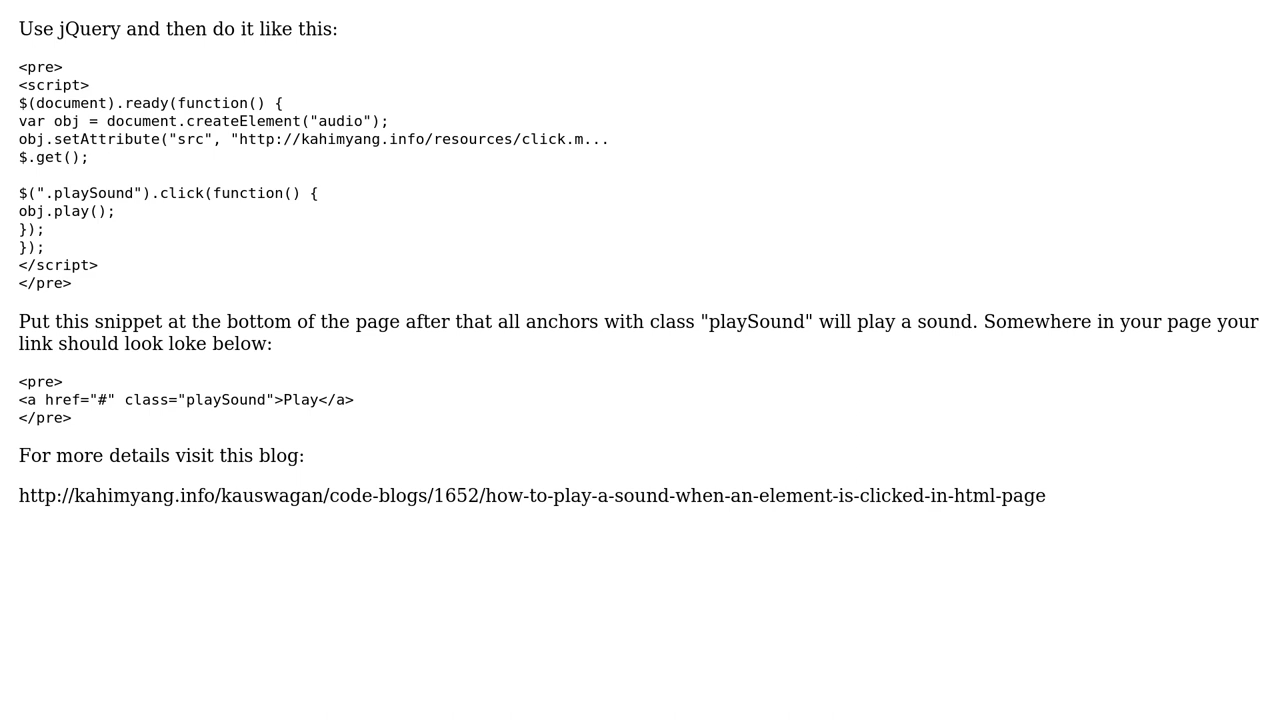 Use jQuery and then do it like this:
<pre>
<script>
$(document).ready(function() {
var obj = document.createElement("audio");
obj.setAttribute("src", "http://kahimyang.info/resources/click.m...
$.get();
$(".playSound").click(function() {
obj.play();
});
});
</script>
</pre>
Put this snippet at the bottom of the page after that all anchors with class "playSound" will play a sound. Somewhere in your page your
link should look loke below:
<pre>
<a href="#" class="playSound">Play</a>
</pre>
For more details visit this blog:
http://kahimyang.info/kauswagan/code-blogs/1652/how-to-play-a-sound-when-an-element-is-clicked-in-html-page